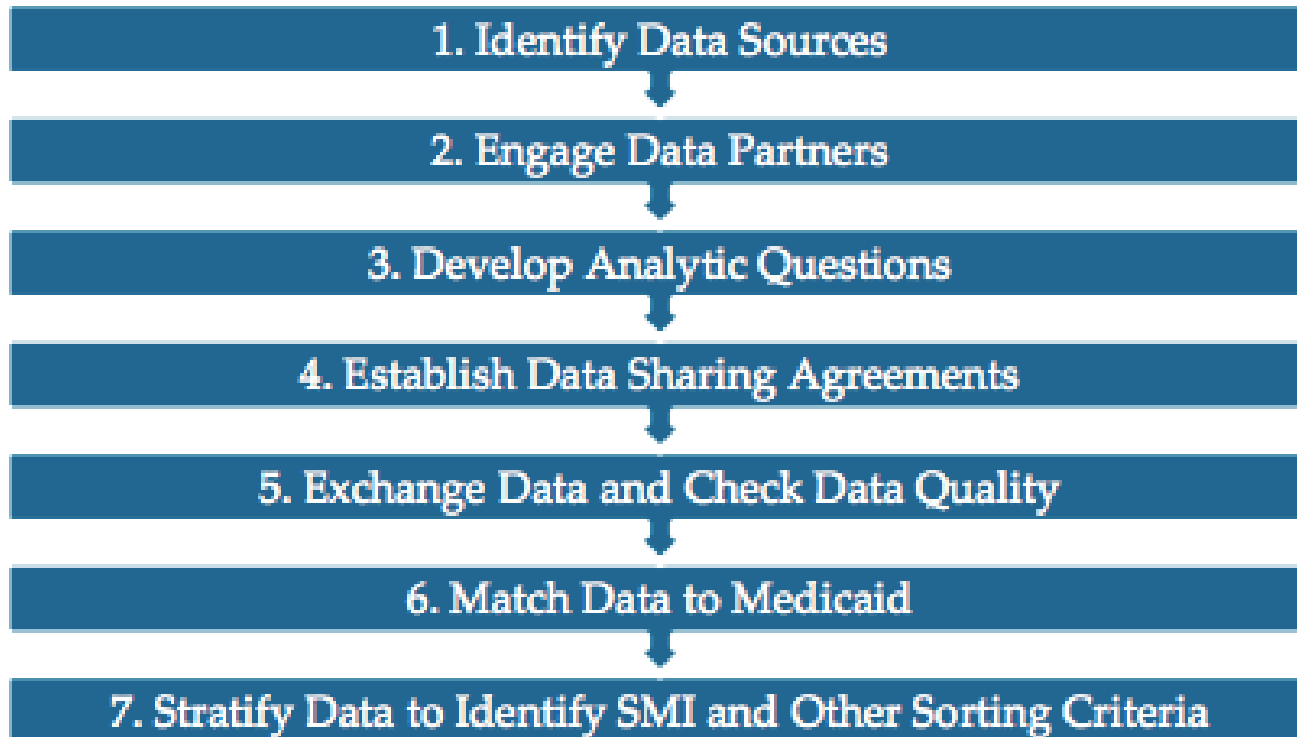 1. Identify Data Sources
2. Engage Data Partners
3. Develop Analytic Questions
4. Establish Data Sharing Agreements
5. Exchange Data and Check Data Quality
6. Match Data to Medicaid
7. Stratify Data to Identify SMI and Other Sorting Criteria